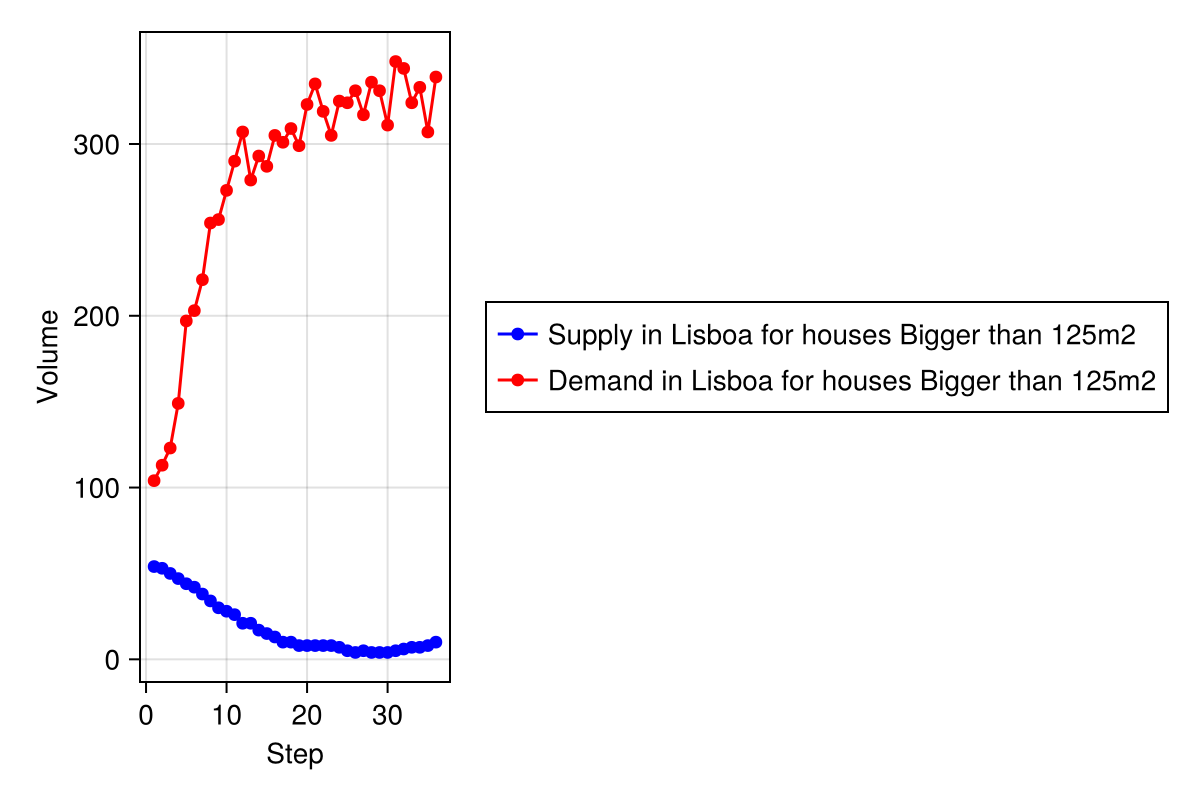 300
200
100
0
Volume
0 10 20 30
Step
Supply in Lisboa for houses Bigger than 125m2
Demand in Lisboa for houses Bigger than 125m2